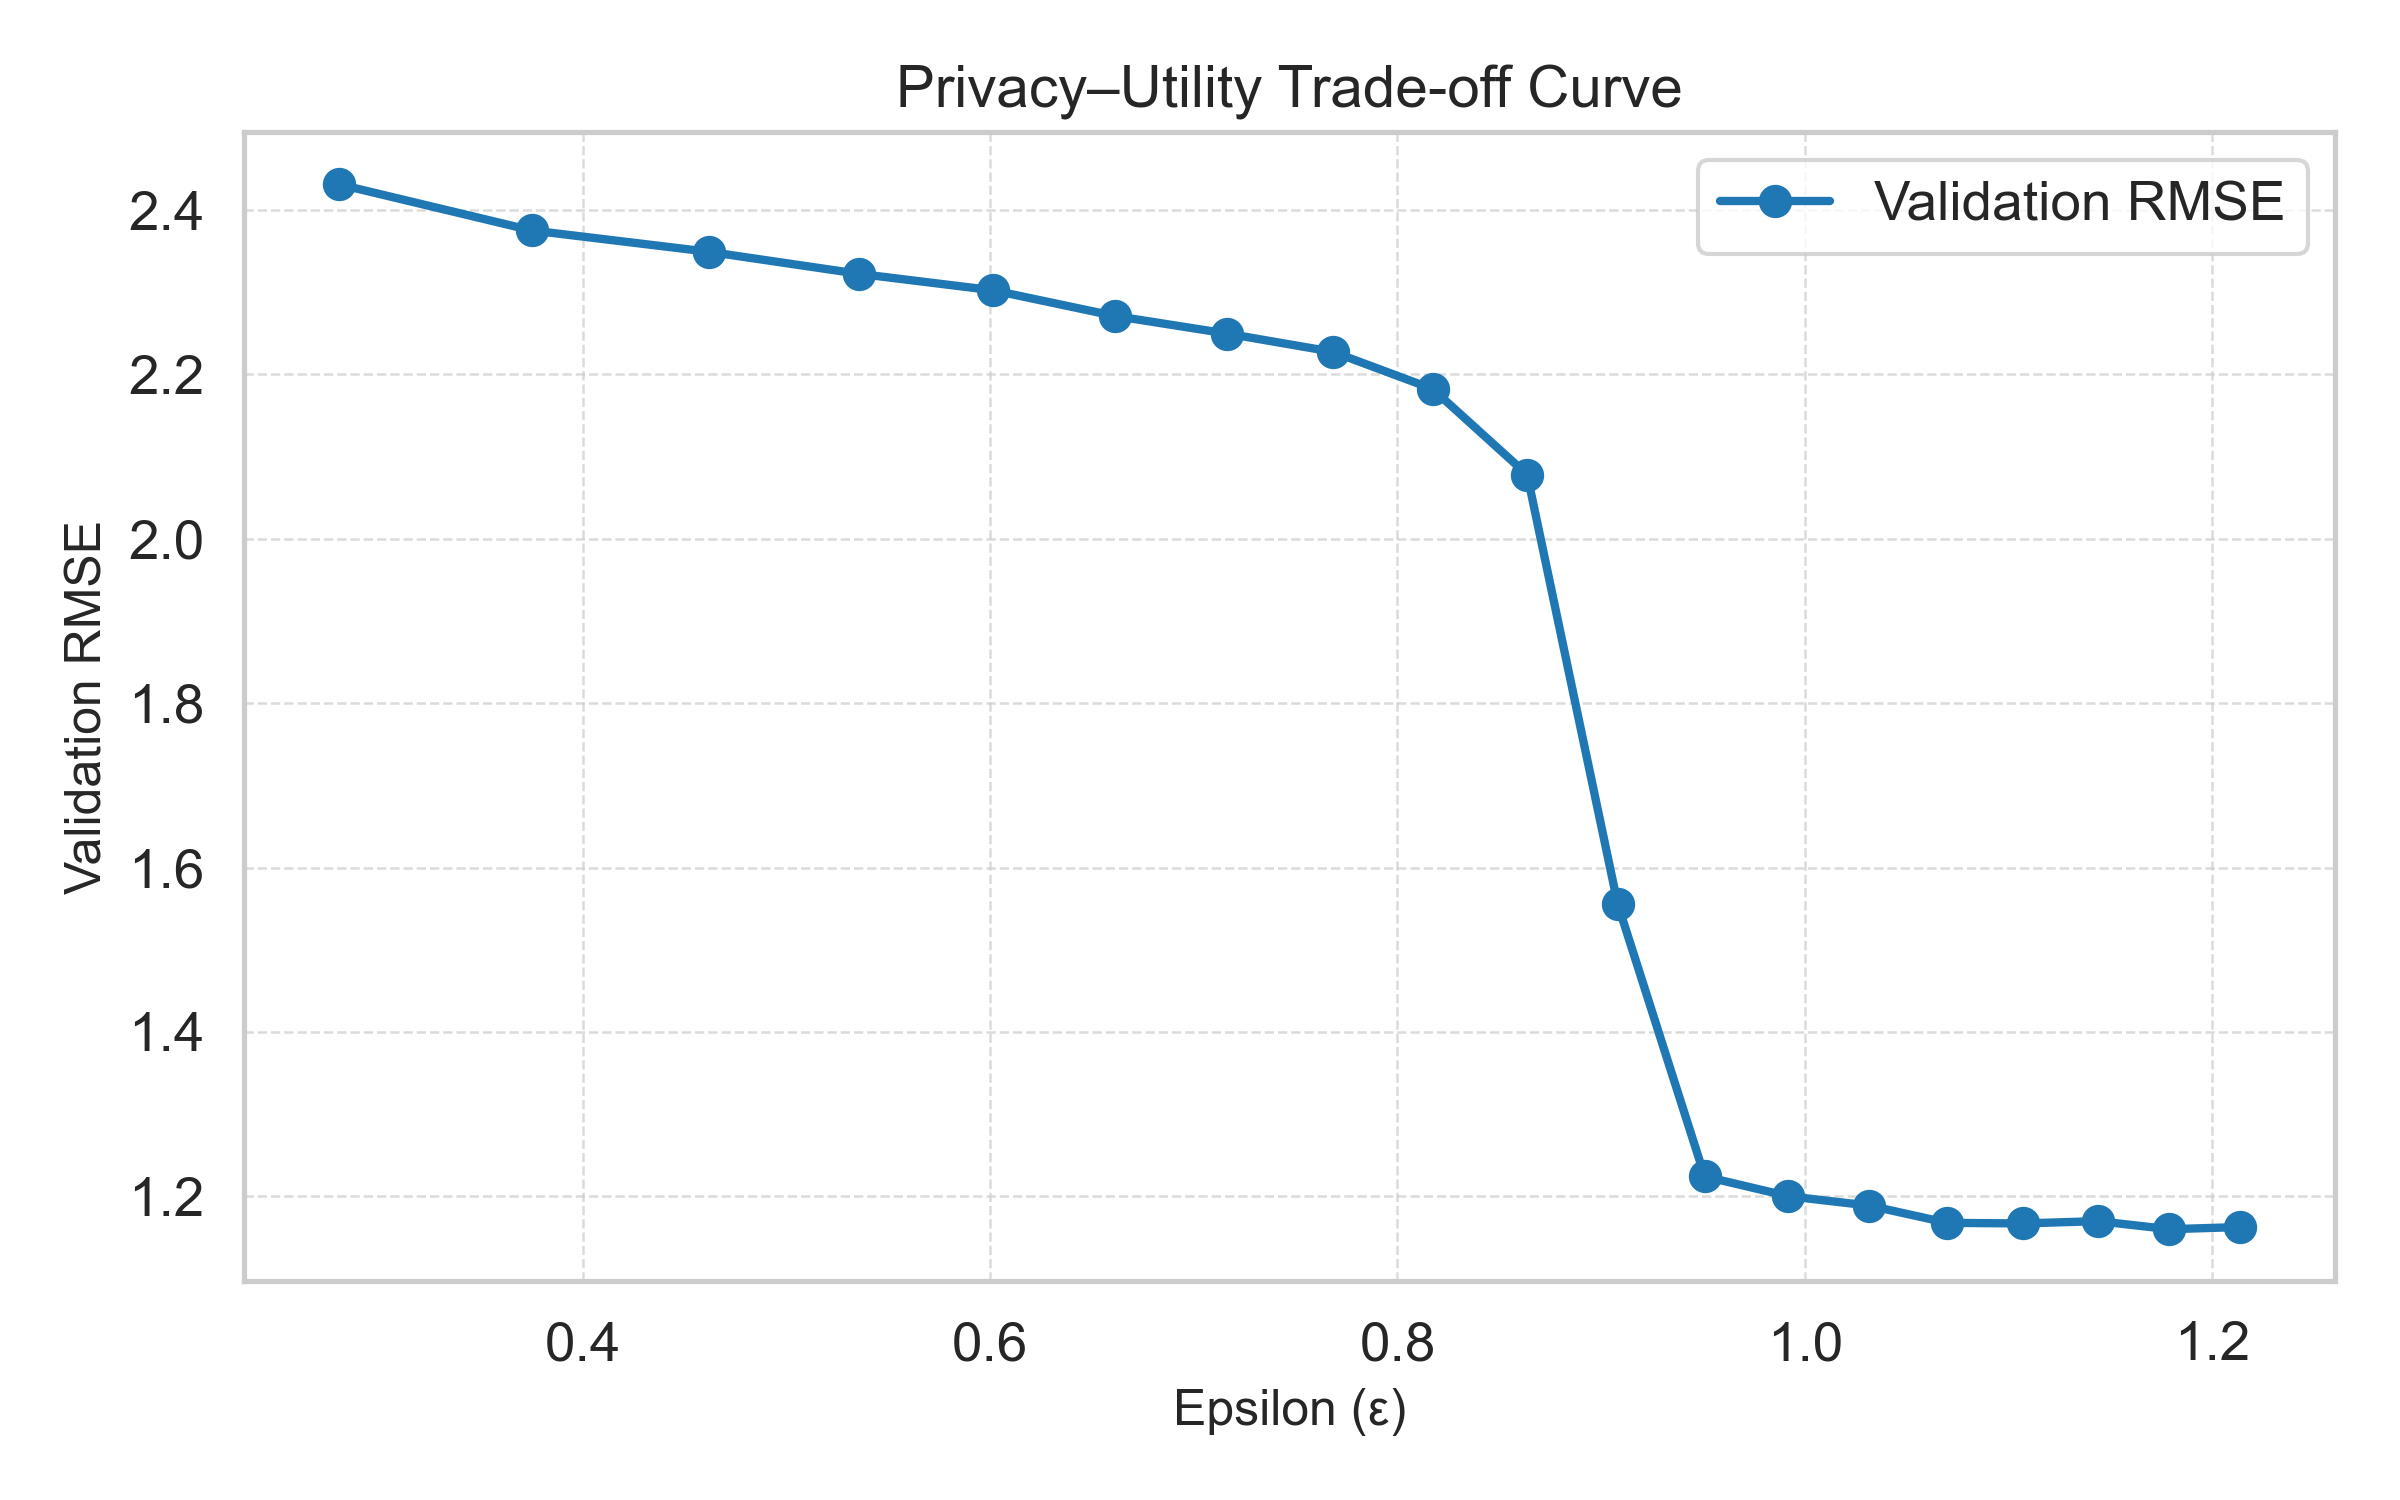 Privacy–Utility Trade-off Curve
Validation RMSE
2.4
2.2
2.0
1.8
1.6
1.4
1.2
Validation RMSE
0.4 0.6 0.8 1.0 1.2
Epsilon (ε)